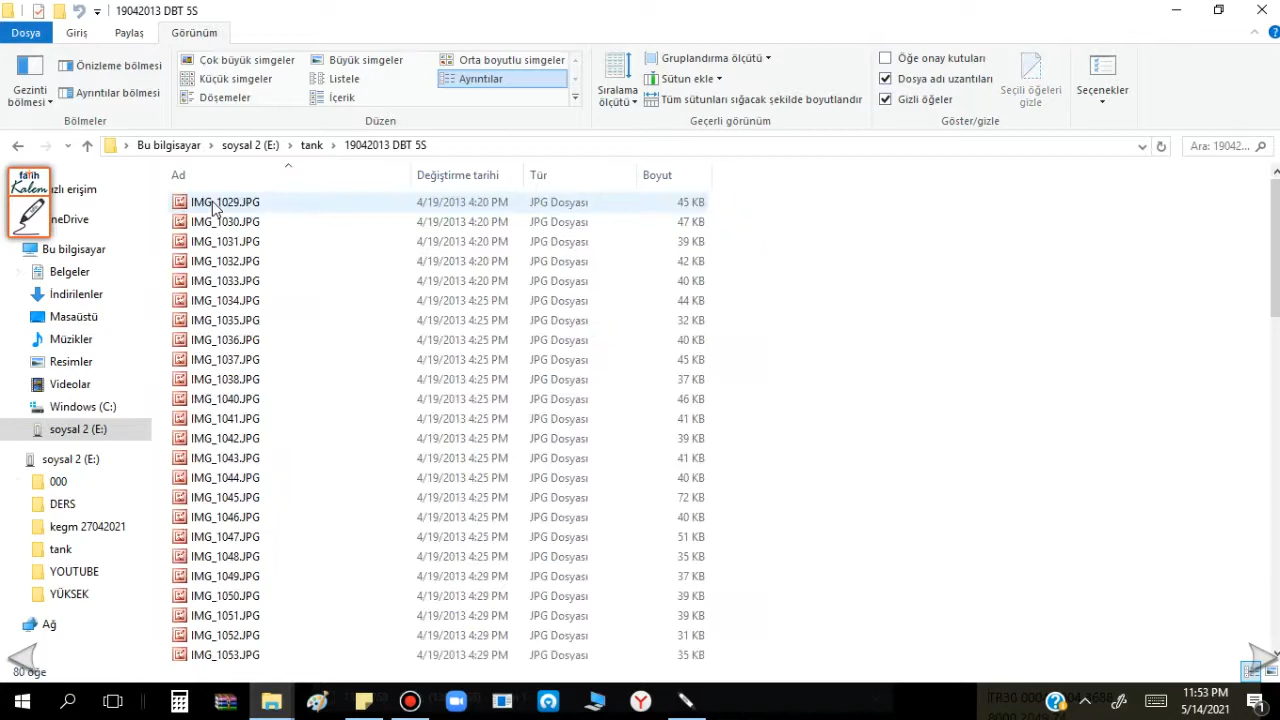 19042013 DBT 5S
Dosya Giriş Paylaş Görünüm
Gezinti bölmesi
Önizleme bölmesi
Ayrıntılar bölmesi
Bölmeler
Çok büyük simgeler Büyük simgeler Orta boyutlu simgeler
Küçük simgeler Listele Ayrıntılar
Döşemeler İçerik
Düzen
Sıralama ölçütü
Gruplandırma ölçütü
Sütun ekle
Tüm sütunları sığacak şekilde boyutlandır
Geçerli görünüm
Öğe onay kutuları
Dosya adı uzantıları
Gizli öğeler
Seçili öğeleri gizle
Göster/gizle
Seçenekler
Bu bilgisayar soysal 2 (E:) tank 19042013 DBT 5S
Ara: 19042...
fatih
Kalem
ızlı erişim
neDrive
Bu bilgisayar
Belgeler
İndirilenler
Masaüstü
Müzikler
Resimler
Videolar
Windows (C:)
soysal 2 (E:)
soysal 2 (E:)
000
DERS
kegm 27042021
tank
YOUTUBE
YÜKSEK
Ağ
Ad Değiştirme tarihi Tür Boyut
IMG_1029.JPG 4/19/2013 4:20 PM JPG Dosyası 45 KB
IMG_1030.JPG 4/19/2013 4:20 PM JPG Dosyası 47 KB
IMG_1031.JPG 4/19/2013 4:20 PM JPG Dosyası 39 KB
IMG_1032.JPG 4/19/2013 4:20 PM JPG Dosyası 42 KB
IMG_1033.JPG 4/19/2013 4:20 PM JPG Dosyası 40 KB
IMG_1034.JPG 4/19/2013 4:25 PM JPG Dosyası 44 KB
IMG_1035.JPG 4/19/2013 4:25 PM JPG Dosyası 32 KB
IMG_1036.JPG 4/19/2013 4:25 PM JPG Dosyası 40 KB
IMG_1037.JPG 4/19/2013 4:25 PM JPG Dosyası 45 KB
IMG_1038.JPG 4/19/2013 4:25 PM JPG Dosyası 37 KB
IMG_1040.JPG 4/19/2013 4:25 PM JPG Dosyası 46 KB
IMG_1041.JPG 4/19/2013 4:25 PM JPG Dosyası 41 KB
IMG_1042.JPG 4/19/2013 4:25 PM JPG Dosyası 39 KB
IMG_1043.JPG 4/19/2013 4:25 PM JPG Dosyası 41 KB
IMG_1044.JPG 4/19/2013 4:25 PM JPG Dosyası 40 KB
IMG_1045.JPG 4/19/2013 4:25 PM JPG Dosyası 72 KB
IMG_1046.JPG 4/19/2013 4:25 PM JPG Dosyası 40 KB
IMG_1047.JPG 4/19/2013 4:25 PM JPG Dosyası 51 KB
IMG_1048.JPG 4/19/2013 4:25 PM JPG Dosyası 35 KB
IMG_1049.JPG 4/19/2013 4:29 PM JPG Dosyası 37 KB
IMG_1050.JPG 4/19/2013 4:29 PM JPG Dosyası 39 KB
IMG_1051.JPG 4/19/2013 4:29 PM JPG Dosyası 39 KB
IMG_1052.JPG 4/19/2013 4:29 PM JPG Dosyası 31 KB
IMG_1053.JPG 4/19/2013 4:29 PM JPG Dosyası 35 KB
80 öğe
11:53 PM
5/14/2021
1